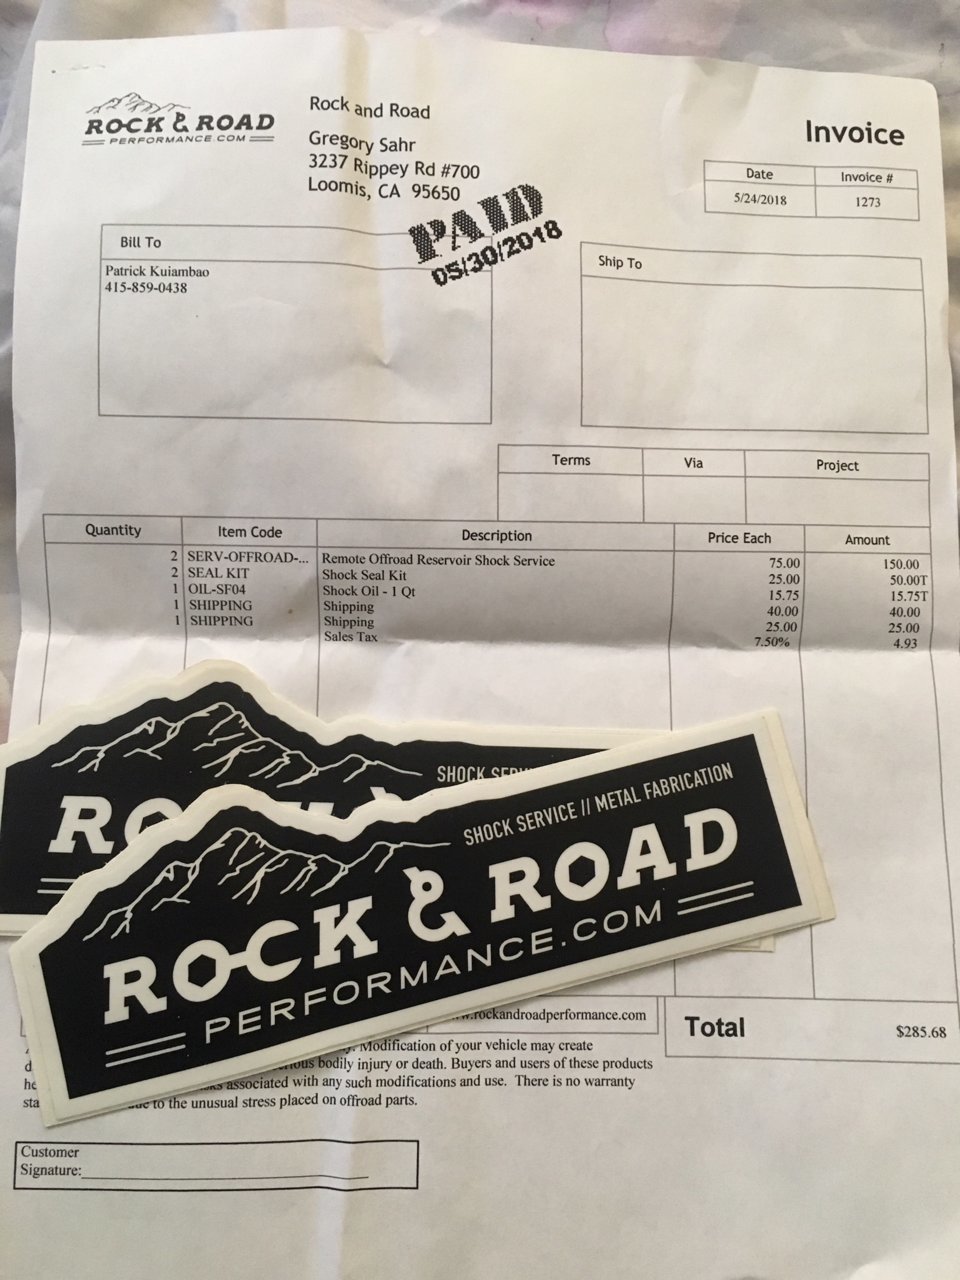 ROCK & ROAD
PERFORMANCE.COM
Rock and Road
Gregory Sahr
3237 Rippey Rd #700
Loomis, CA 95650
Invoice
Date Invoice #
5/24/2018 1273
PAID
05/30/2018
Bill To
Patrick Kuiambao
415-859-0438
Ship To
Terms Via Project
Quantity Item Code Description Price Each Amount
2 SERV-OFFROAD-... Remote Offroad Reservoir Shock Service 75.00 150.00
2 SEAL KIT Shock Seal Kit 25.00 50.00T
1 OIL-SF04 Shock Oil - 1 Qt 15.75 15.75T
1 SHIPPING Shipping 40.00 40.00
1 SHIPPING Shipping 25.00 25.00
Sales Tax 7.50% 4.93
SHOCK
SHOCK SERVICE // METAL FABRICATION
ROCK & ROAD
PERFORMANCE.COM
.rockandroadperformance.com
Total $285.68
Modification of your vehicle may create
bodily injury or death. Buyers and users of these products
associated with any such modifications and use. There is no warranty
to the unusual stress placed on offroad parts.
Customer
Signature: